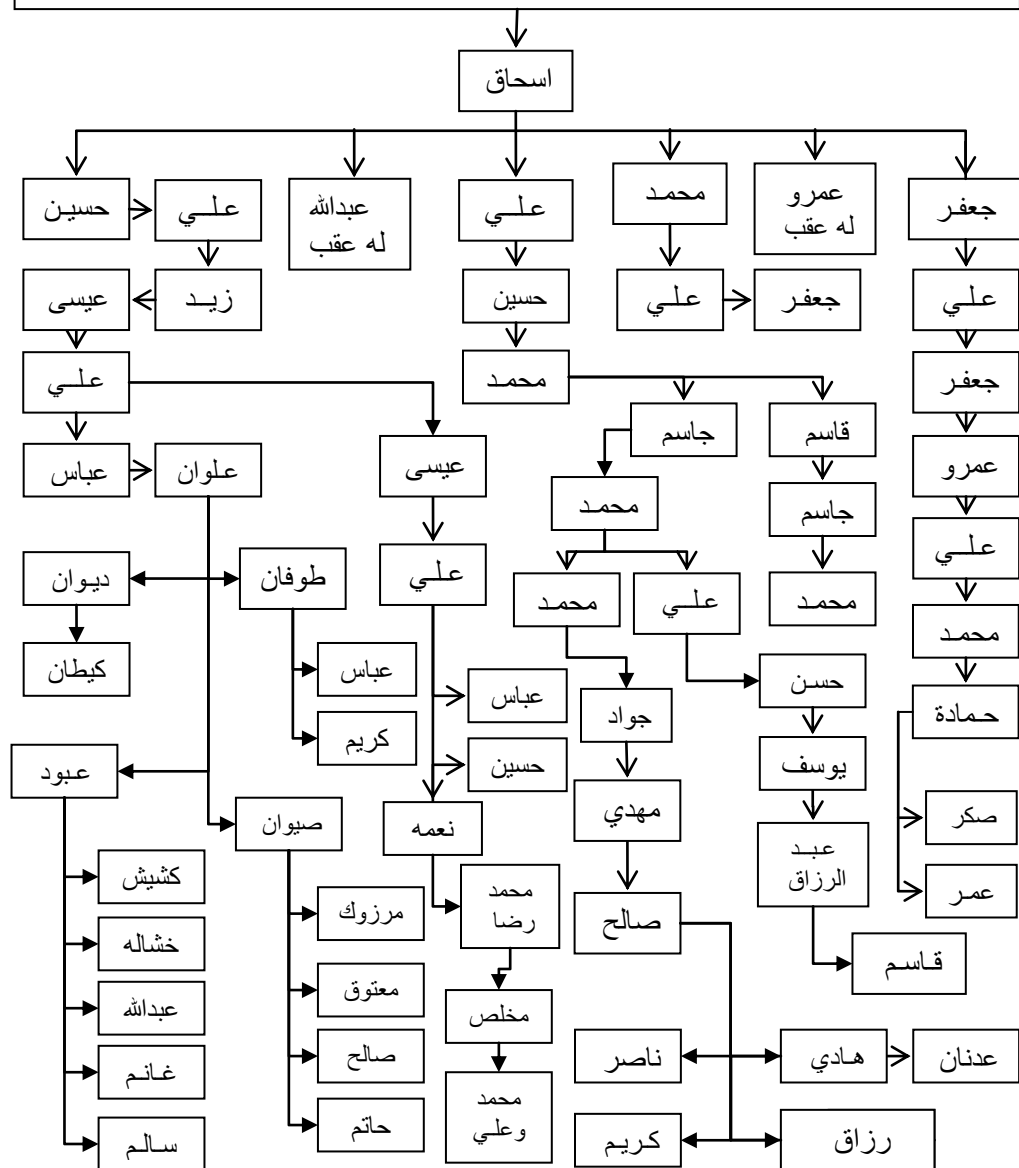 اسحاق
جعفر
عمرو
له عقب
محمد
علي
عبدالله
له عقب
علي
حسين
علي
جعفر
علي
حسين
زيد
عيسى
جعفر
محمد
علي
قاسم
جاسم
عمرو
عيسى
علوان
عباس
جاسم
محمد
علي
محمد
علي
محمد
علي
طوفان
ديوان
محمد
حسن
عباس
عباس
كيطان
حمادة
جواد
كريم
يوسف
حسين
عبود
صكر
مهدي
نعمه
صيوان
عبد
الرزاق
كشيش
عمر
صالح
محمد
رضا
مرزوك
خشاله
قاسم
مخلص
معتوق
عبدالله
عدنان
هادي
ناصر
صالح
غانم
محمد
وعلي
رزاق
كريم
حاتم
سالم